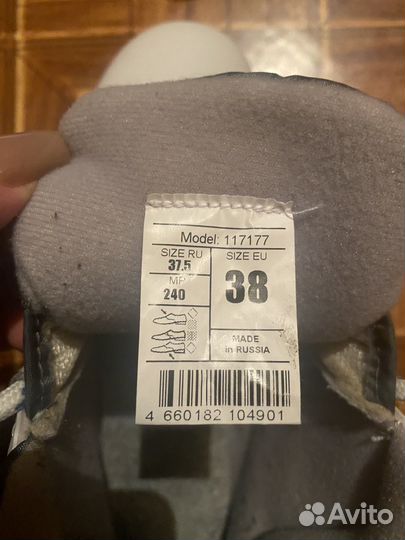 Model: 117177
SIZE RU
37.5
MP
240
SIZE EU
38
MADE
in RUSSIA
4 660182 104901
Avito